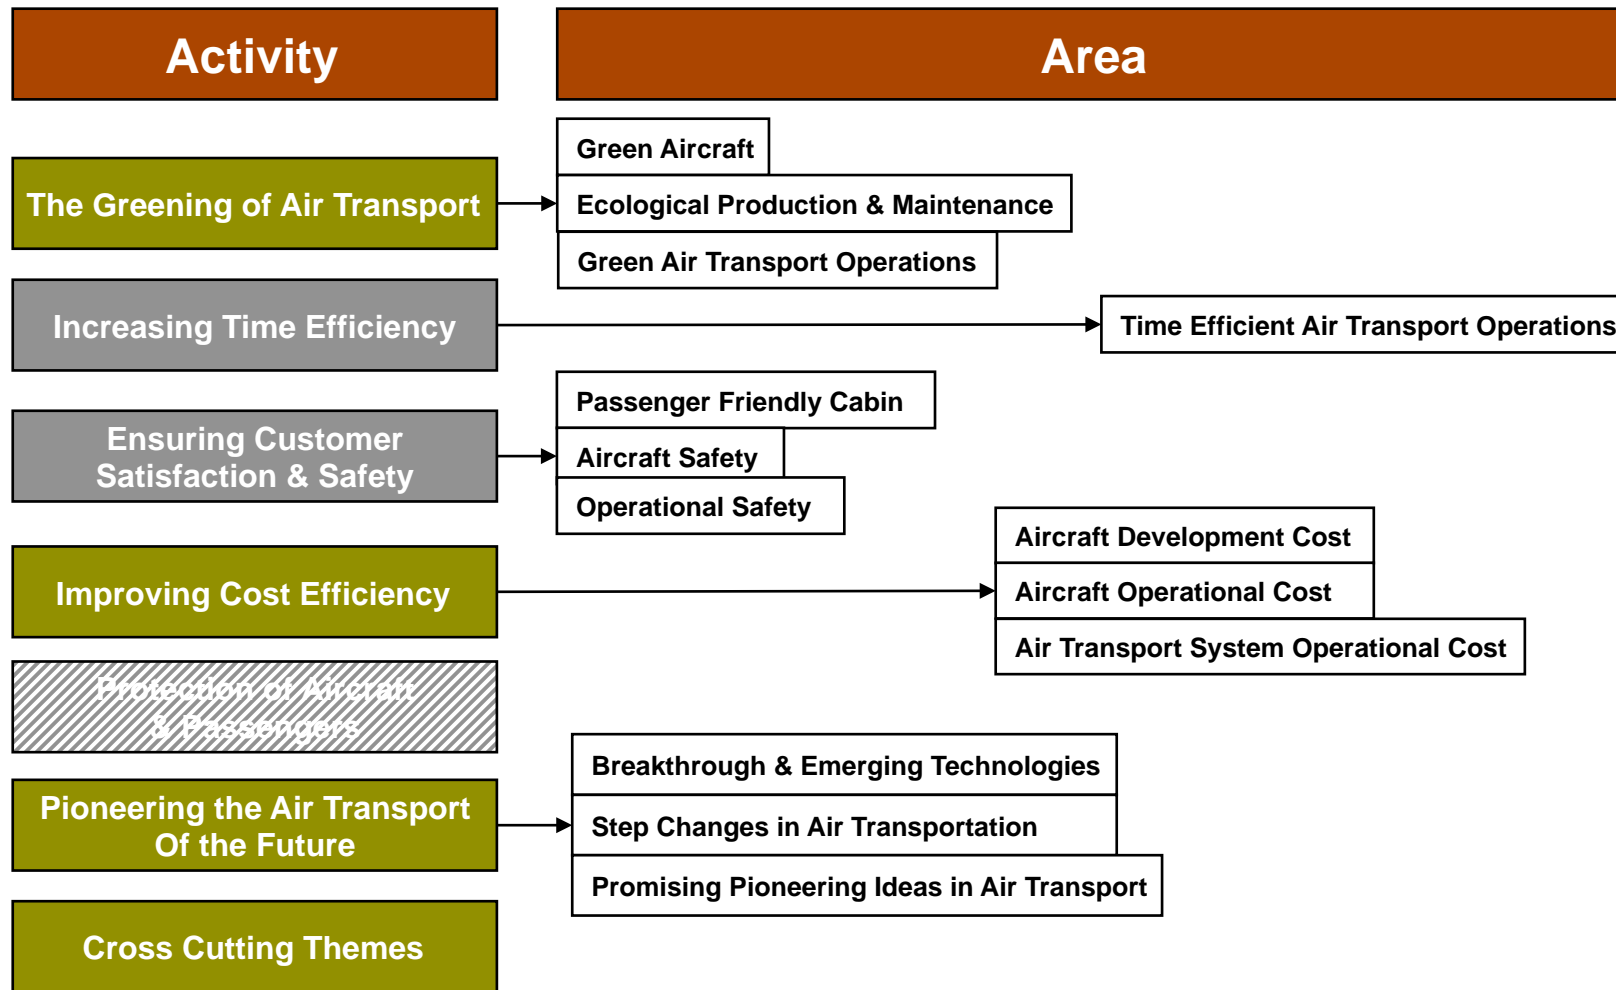 Activity
Area
The Greening of Air Transport
Green Aircraft
Ecological Production & Maintenance
Green Air Transport Operations
Increasing Time Efficiency
Time Efficient Air Transport Operations
Ensuring Customer
Satisfaction & Safety
Passenger Friendly Cabin
Aircraft Safety
Operational Safety
Improving Cost Efficiency
Aircraft Development Cost
Aircraft Operational Cost
Air Transport System Operational Cost
Protection of Aircraft
& Passengers
Pioneering the Air Transport
Of the Future
Breakthrough & Emerging Technologies
Step Changes in Air Transportation
Promising Pioneering Ideas in Air Transport
Cross Cutting Themes